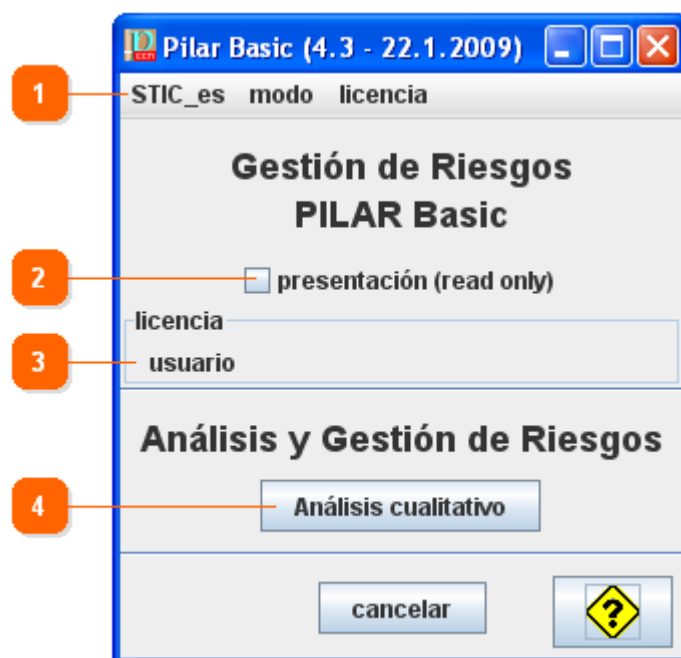 Pilar Basic (4.3 - 22.1.2009)
1
STIC_es modo licencia
Gestión de Riesgos
PILAR Basic
2
presentación (read only)
licencia
3
usuario
Análisis y Gestión de Riesgos
4
Análisis cualitativo
cancelar
?